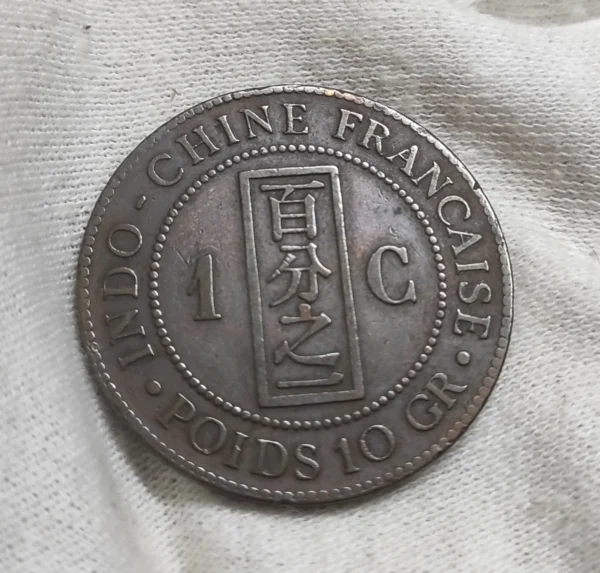 INDO-CHINE FRANCAISE
1 百分之一 C
• POIDS 10 GR •